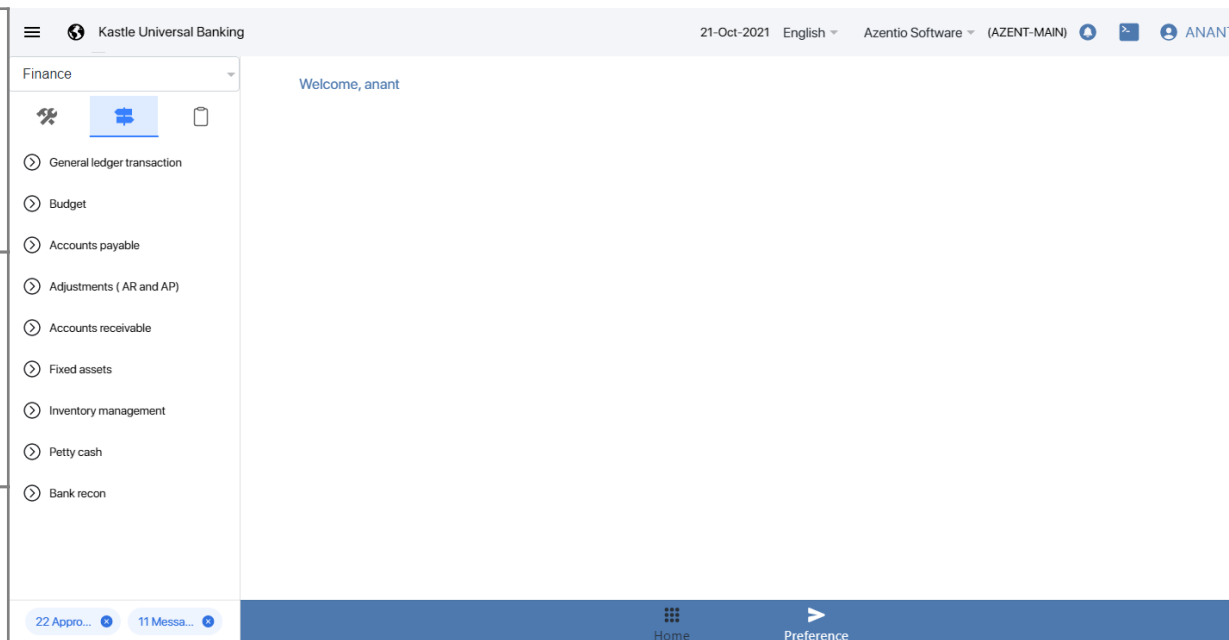 Kastle Universal Banking
21-Oct-2021 English Azentio Software (AZENT-MAIN) ANANT
Finance
Welcome, anant
General ledger transaction
Budget
Accounts payable
Adjustments ( AR and AP)
Accounts receivable
Fixed assets
Inventory management
Petty cash
Bank recon
22 Appro... 11 Messa...
Home
Preference